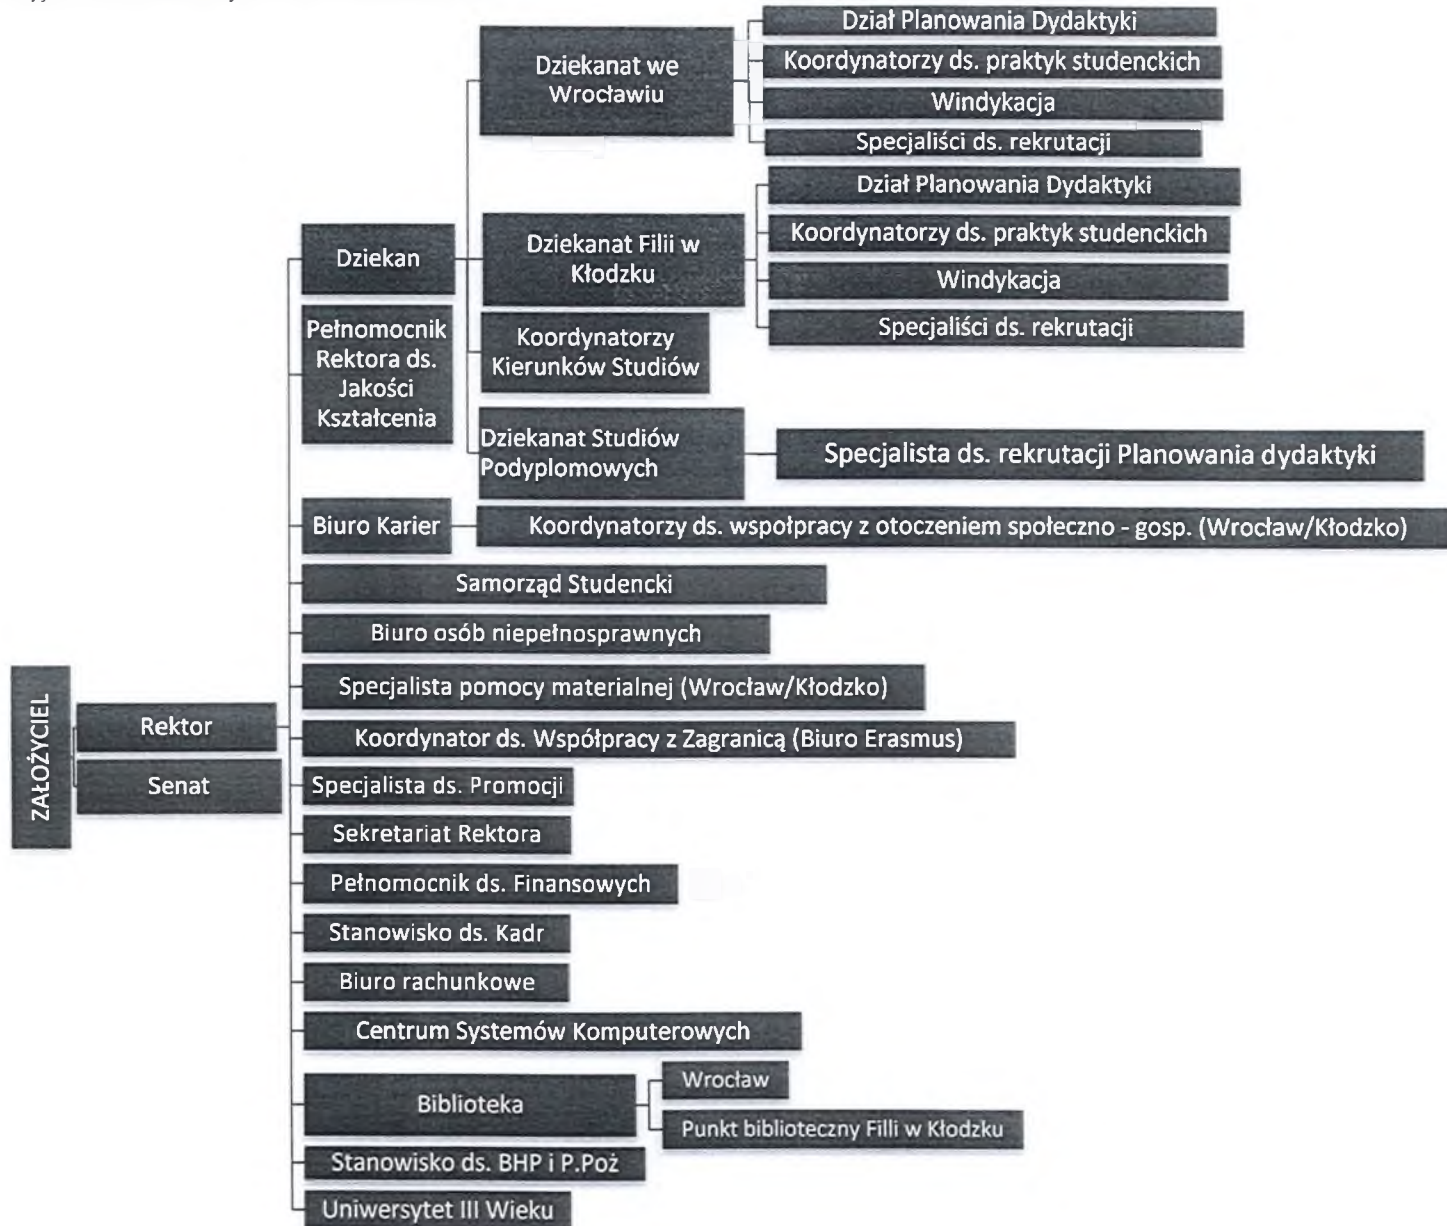 Dział Planowania Dydaktyki
Dziekanat we
Wrocławiu
Koordynatorzy ds. praktyk studenckich
Windykacja
Specjaliści ds. rekrutacji
Dział Planowania Dydaktyki
Dziekan
Dziekanat Filii w
Kłodzku
Koordynatorzy ds. praktyk studenckich
Windykacja
Specjaliści ds. rekrutacji
Pełnomocnik
Rektora ds.
Jakości
Kształcenia
Koordynatorzy
Kierunków Studiów
Dziekanat Studiów
Podyplomowych
Specjalista ds. rekrutacji Planowania dydaktyki
Biuro Karier
Koordynatorzy ds. wspołpracy z otoczeniem społeczno - gosp. (Wrocław/Kłodzko)
Samorząd Studencki
Biuro osób niepełnosprawnych
Specjalista pomocy materialnej (Wrocław/Kłodzko)
ZAŁOŻYCIEL
Rektor
Senat
Koordynator ds. Współpracy z Zagranicą (Biuro Erasmus)
Specjalista ds. Promocji
Sekretariat Rektora
Pełnomocnik ds. Finansowych
Stanowisko ds. Kadr
Biuro rachunkowe
Centrum Systemów Komputerowych
Biblioteka
Wrocław
Punkt biblioteczny Filli w Kłodzku
Stanowisko ds. BHP i P.Poż
Uniwersytet III Wieku